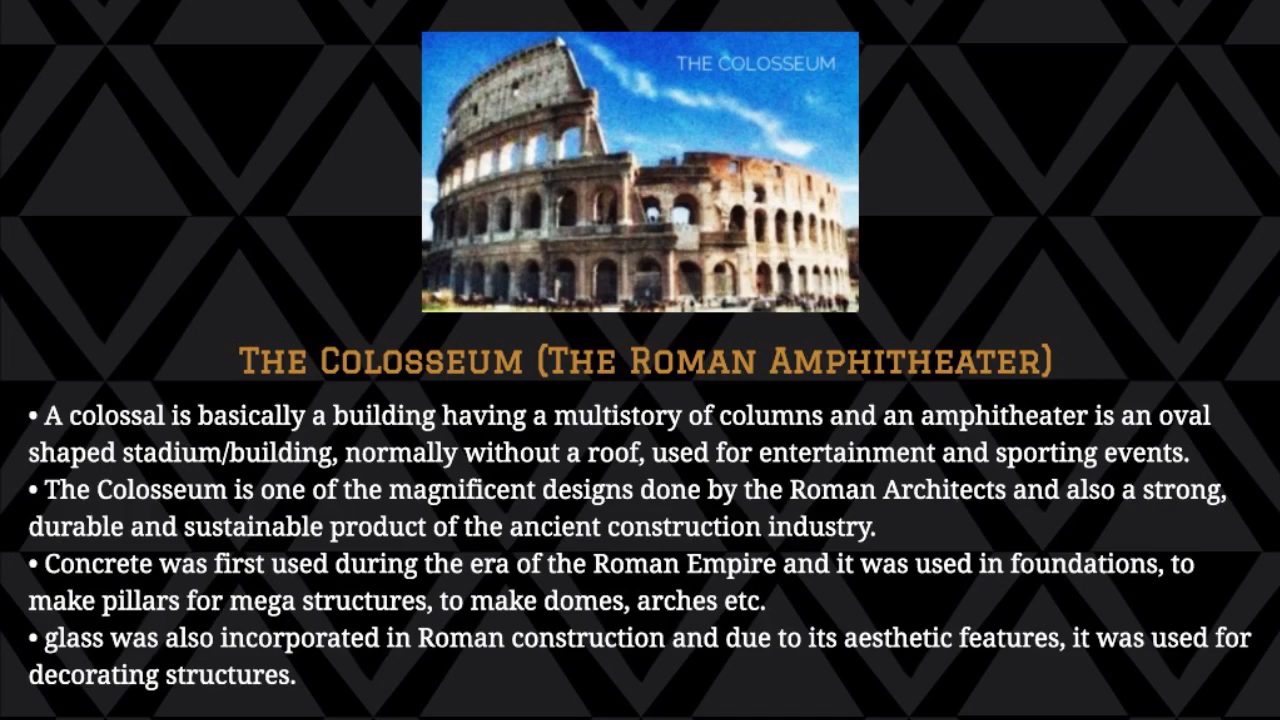 THE COLOSSEUM
The Colosseum (The Roman Amphitheater)
• A colossal is basically a building having a multistory of columns and an amphitheater is an oval
shaped stadium/building, normally without a roof, used for entertainment and sporting events.
• The Colosseum is one of the magnificent designs done by the Roman Architects and also a strong,
durable and sustainable product of the ancient construction industry.
• Concrete was first used during the era of the Roman Empire and it was used in foundations, to
make pillars for mega structures, to make domes, arches etc.
• glass was also incorporated in Roman construction and due to its aesthetic features, it was used for
decorating structures.